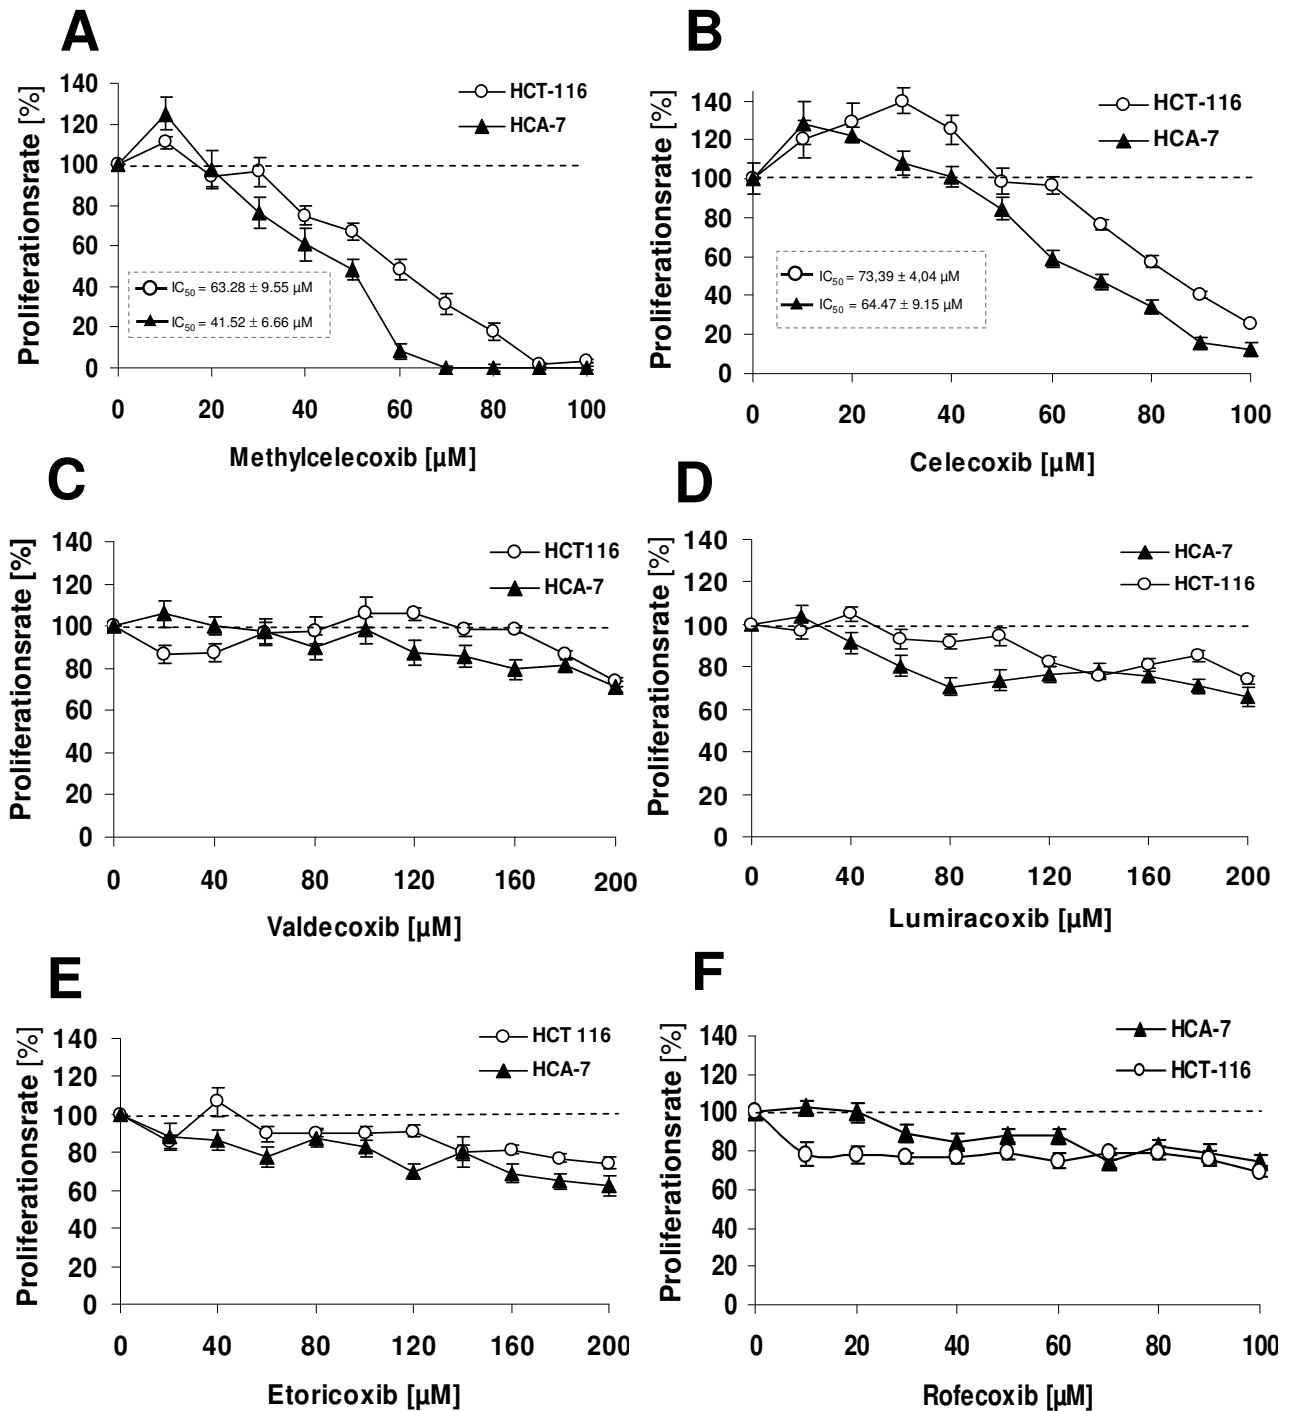 A
Proliferationsrate [%]
140
120
100
80
60
40
20
0
0 20 40 60 80 100
Methylcelecoxib [µM]
HCT-116
HCA-7
IC50 = 63.28 ± 9.55 µM
IC50 = 41.52 ± 6.66 µM
B
Proliferationsrate [%]
140
120
100
80
60
40
20
0
0 20 40 60 80 100
Celecoxib [µM]
HCT-116
HCA-7
IC50 = 73,39 ± 4,04 µM
IC50 = 64.47 ± 9.15 µM
C
Proliferationsrate [%]
140
120
100
80
60
40
20
0
0 40 80 120 160 200
Valdecoxib [µM]
HCT116
HCA-7
D
Proliferationsrate [%]
140
120
100
80
60
40
20
0
0 40 80 120 160 200
Lumiracoxib [µM]
HCA-7
HCT-116
E
Proliferationsrate [%]
140
120
100
80
60
40
20
0
0 40 80 120 160 200
Etoricoxib [µM]
HCT 116
HCA-7
F
Proliferationsrate [%]
140
120
100
80
60
40
20
0
0 20 40 60 80 100
Rofecoxib [µM]
HCA-7
HCT-116